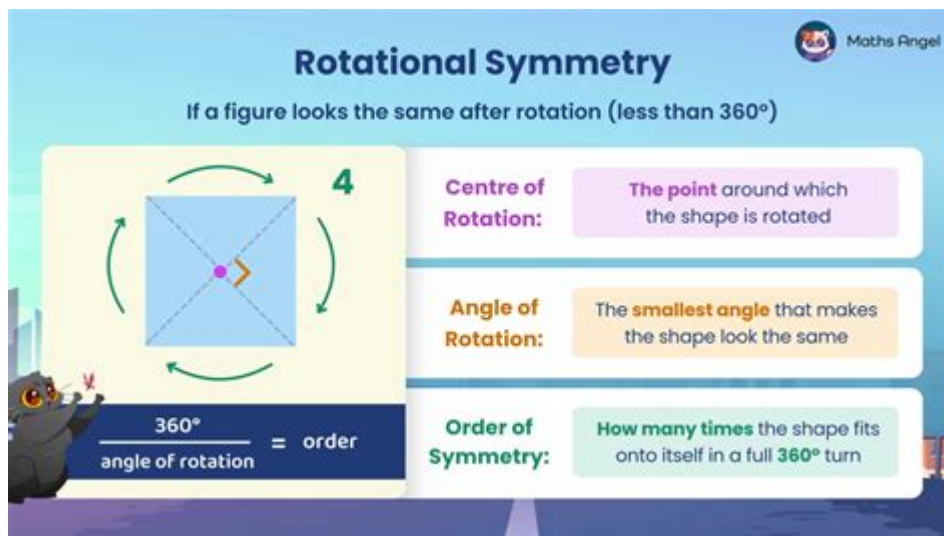 Maths Angel
Rotational Symmetry
If a figure looks the same after rotation (less than 360°)
4
360°
angle of rotation
= order
Centre of
Rotation:
The point around which
the shape is rotated
Angle of
Rotation:
The smallest angle that makes
the shape look the same
Order of
Symmetry:
How many times the shape fits
onto itself in a full 360° turn